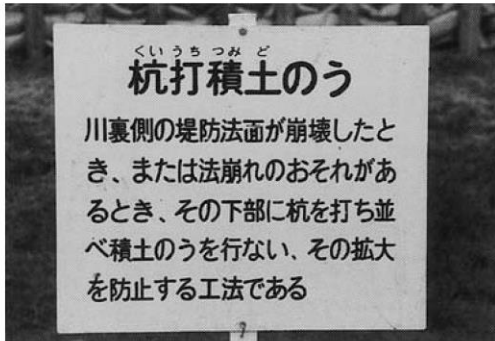 くいうちつみど
杭打積土のう
川裏側の堤防法面が崩壊したと
き、または法崩れのおそれがあ
るとき、その下部に杭を打ち並
べ積土のうを行ない、その拡大
を防止する工法である